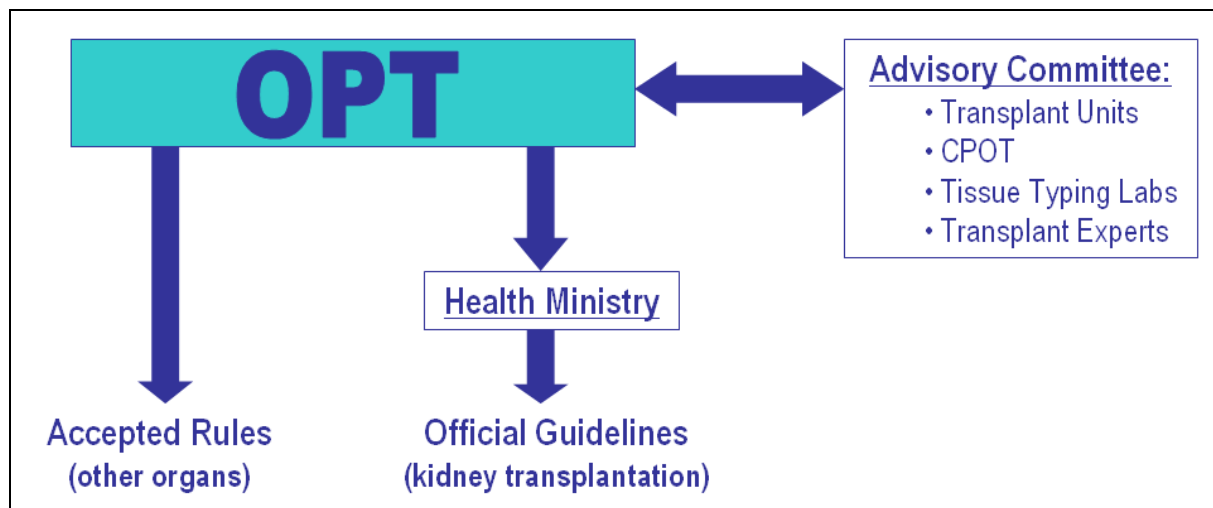 OPT
Advisory Committee:
• Transplant Units
• CPOT
• Tissue Typing Labs
• Transplant Experts
Health Ministry
Accepted Rules
(other organs)
Official Guidelines
(kidney transplantation)